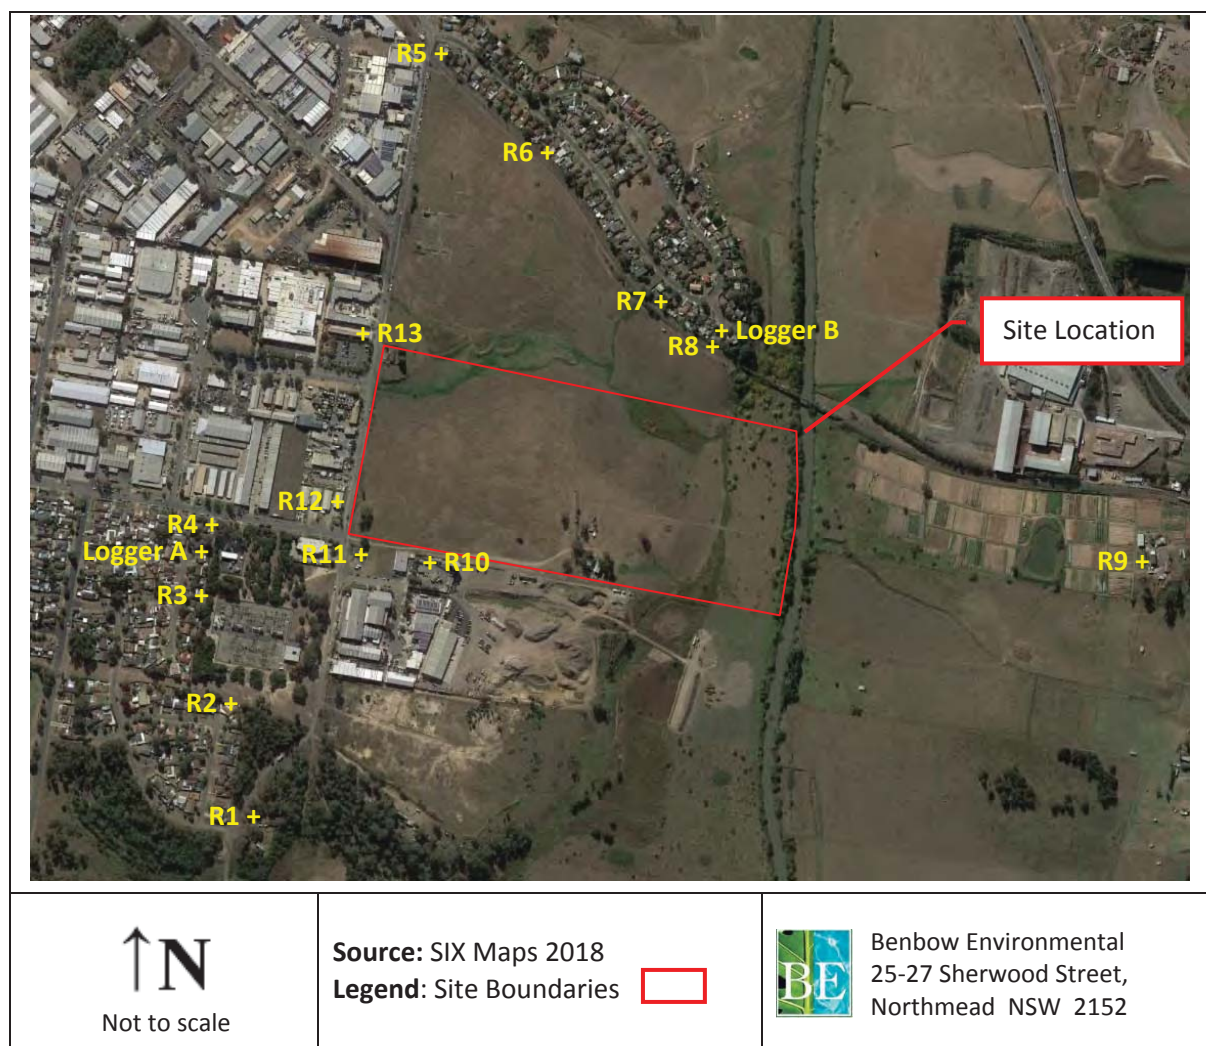 R5 +
R6 +
R7 +
+ Logger B
R8 +
+ R13
Site Location
R12 +
R4 +
Logger A +
R11 +
+ R10
R9 +
R3 +
R2 +
R1 +
↑N
Not to scale
Source: SIX Maps 2018
Legend: Site Boundaries
BE
Benbow Environmental
25-27 Sherwood Street,
Northmead NSW 2152